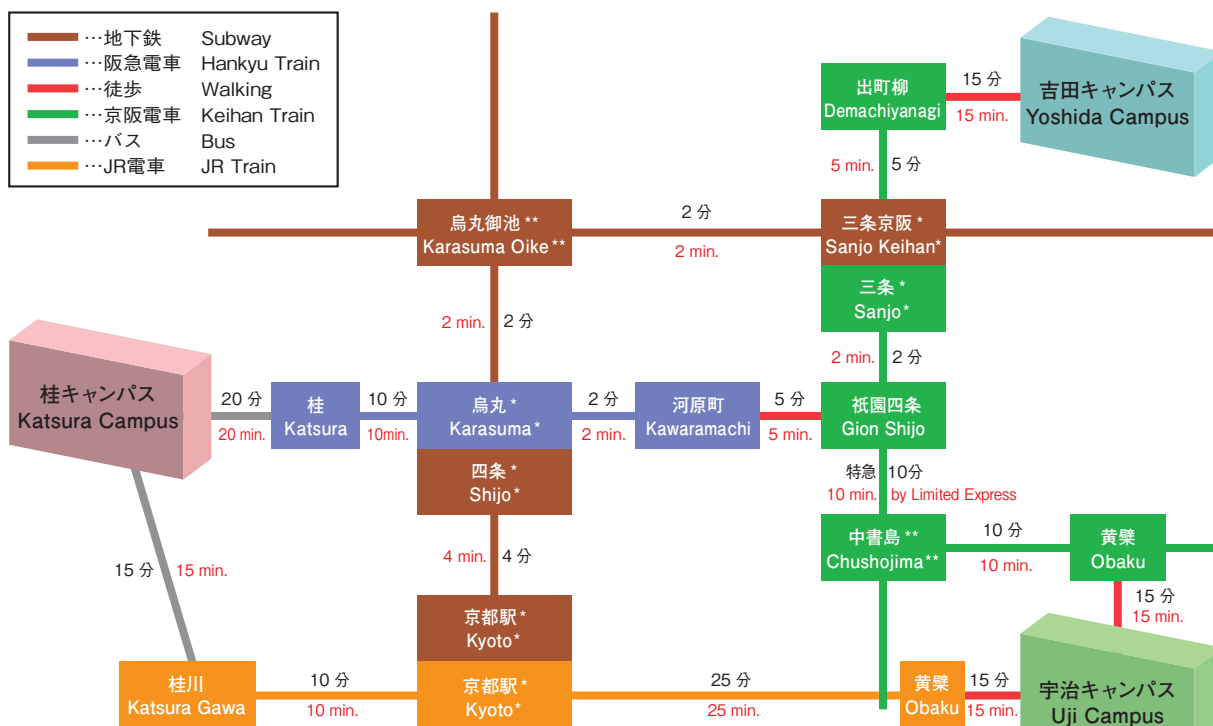 …地下鉄 Subway
…阪急電車 Hankyu Train
…徒歩 Walking
…京阪電車 Keihan Train
…バス Bus
…JR電車 JR Train
出町柳
Demachiyanagi
15 分
15 min.
吉田キャンパス
Yoshida Campus
5 min. 5 分
烏丸御池 **
Karasuma Oike **
2 分
2 min.
三条京阪 *
Sanjo Keihan*
三条 *
Sanjo *
2 min. 2 分
2 min. 2 分
桂キャンパス
Katsura Campus
20 分
20 min.
桂
Katsura
10 分
10min.
烏丸 *
Karasuma *
2 分
2 min.
河原町
Kawaramachi
5 分
5 min.
祇園四条
Gion Shijo
四条 *
Shijo *
特急 10分
10 min. by Limited Express
4 min. 4 分
中書島 **
Chushojima **
10 分
10 min.
黄檗
Obaku
15 分 15 min.
15 分
15 min.
京都駅 *
Kyoto *
桂川
Katsura Gawa
10 分
10 min.
京都駅 *
Kyoto *
25 分
25 min.
黄檗
Obaku
15 分
15 min.
宇治キャンパス
Uji Campus